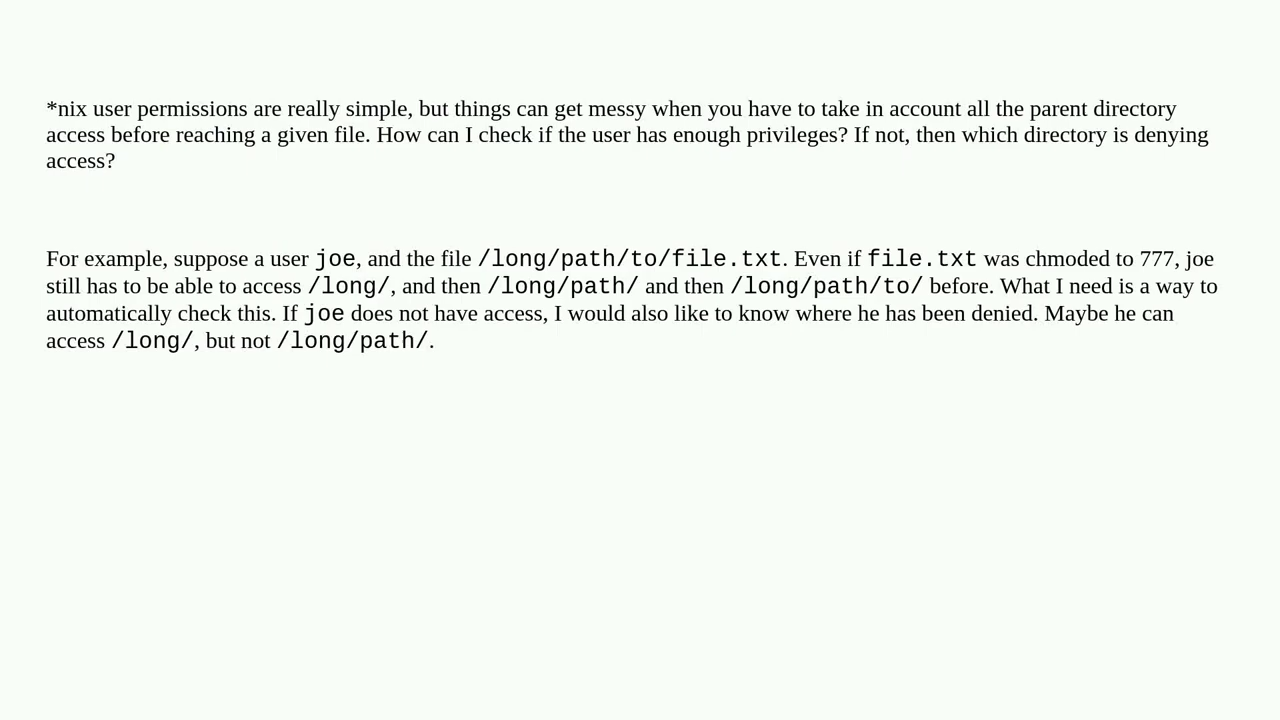 *nix user permissions are really simple, but things can get messy when you have to take in account all the parent directory
access before reaching a given file. How can I check if the user has enough privileges? If not, then which directory is denying
access?
For example, suppose a user joe, and the file /long/path/to/file.txt. Even if file.txt was chmoded to 777, joe
still has to be able to access /long/, and then /long/path/ and then /long/path/to/ before. What I need is a way to
automatically check this. If joe does not have access, I would also like to know where he has been denied. Maybe he can
access /long/, but not /long/path/.